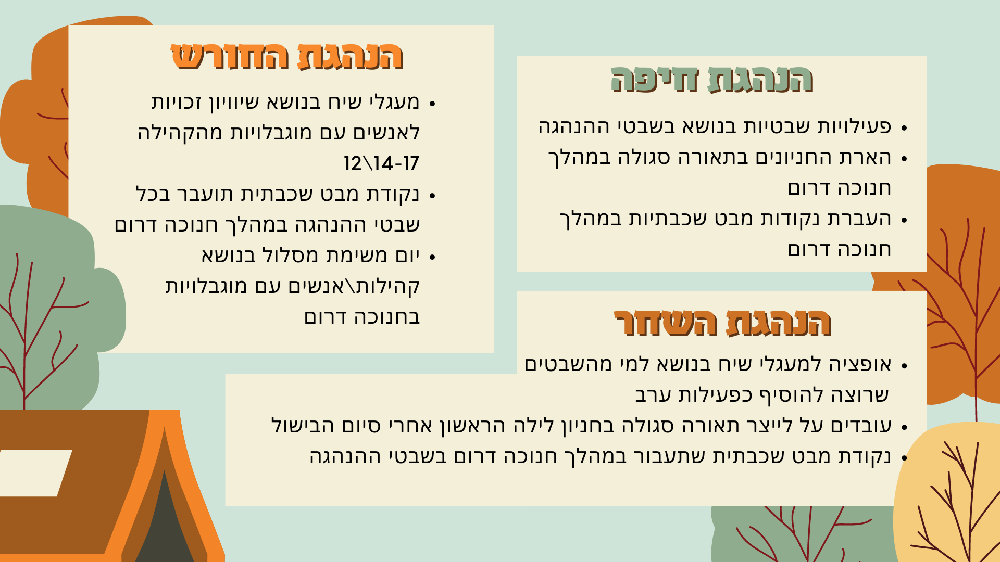 הנהגת חיפה
• פעילויות שבטיות בנושא בשבטי ההנהגה
• הארת החניונים בתאורה סגולה במהלך
חנוכה דרום
• העברת נקודות מבט שכבתיות במהלך
חנוכה דרום
הנהגת החורש
• מעגלי שיח בנושא שיוויון זכויות
לאנשים עם מוגבלויות מהקהילה
12\14-17
• נקודת מבט שכבתית תועבר בכל
שבטי ההנהגה במהלך חנוכה דרום
• יום משימת מסלול בנושא
קהילות\אנשים עם מוגבלויות
בחנוכה דרום
הנהגת השחר
• אופציה למעגלי שיח בנושא למי מהשבטים
שרוצה להוסיף כפעילות ערב
• עובדים על לייצר תאורה סגולה בחניון לילה הראשון אחרי סיום הבישול
• נקודת מבט שכבתית שתעבור במהלך חנוכה דרום בשבטי ההנהגה